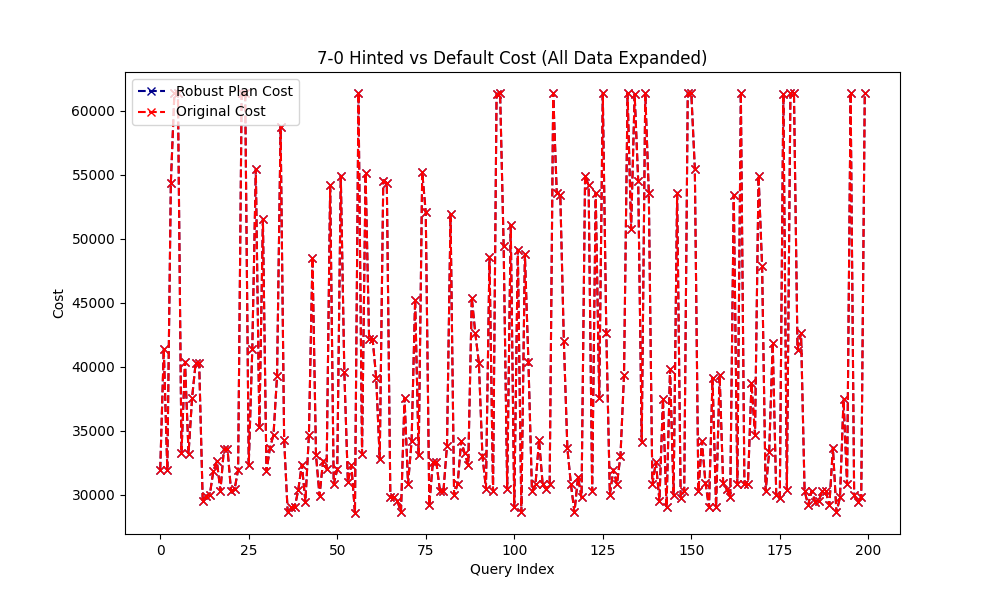 7-0 Hinted vs Default Cost (All Data Expanded)
Robust Plan Cost
Original Cost
Cost
60000
55000
50000
45000
40000
35000
30000
0 25 50 75 100 125 150 175 200
Query Index